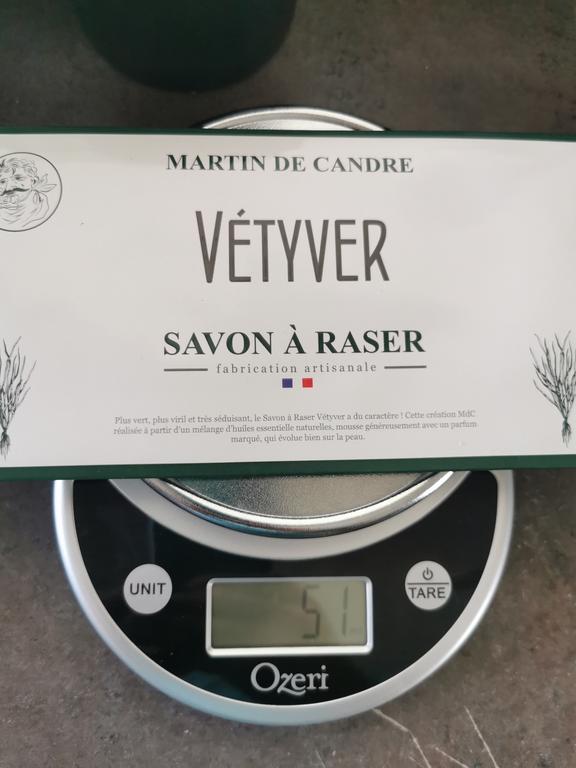 MARTIN DE CANDRE
VÉTYVER
SAVON À RASER
fabrication artisanale
Plus vert, plus viril et très séduisant, le Savon à Raser Vétyver a du caractère ! Cette création MdC
réalisée à partir d'un mélange d'huiles essentielle naturelles, mousse généreusement avec un parfum
marqué, qui évolue bien sur la peau.
UNIT
TARE
51
Ozeri